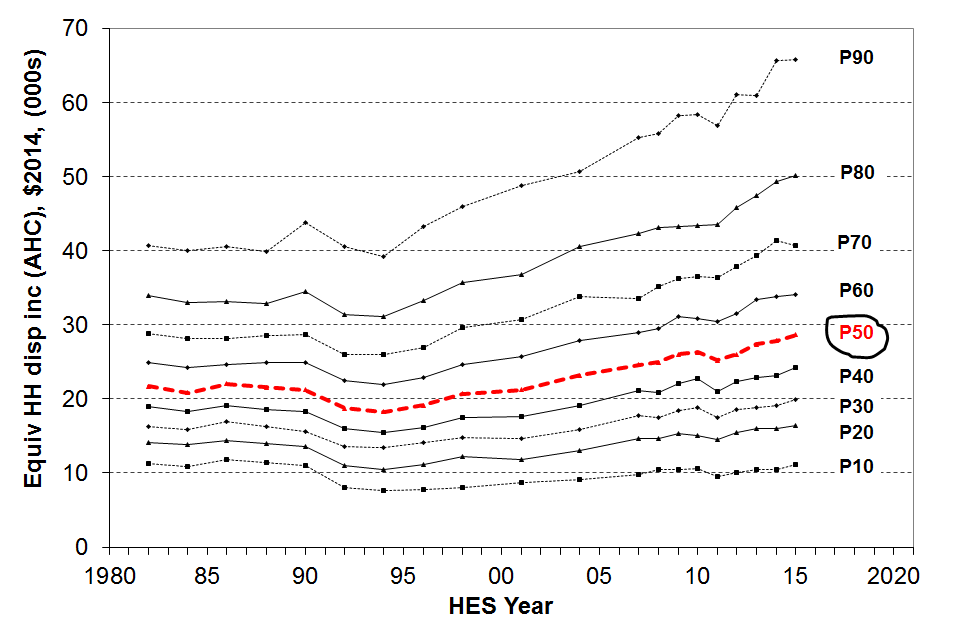 70
60
50
40
30
20
10
0
Equiv HH disp inc (AHC), $2014, (000s)
P90
P80
P70
P60
P50
P40
P30
P20
P10
1980 85 90 95 00 05 10 15 2020
HES Year